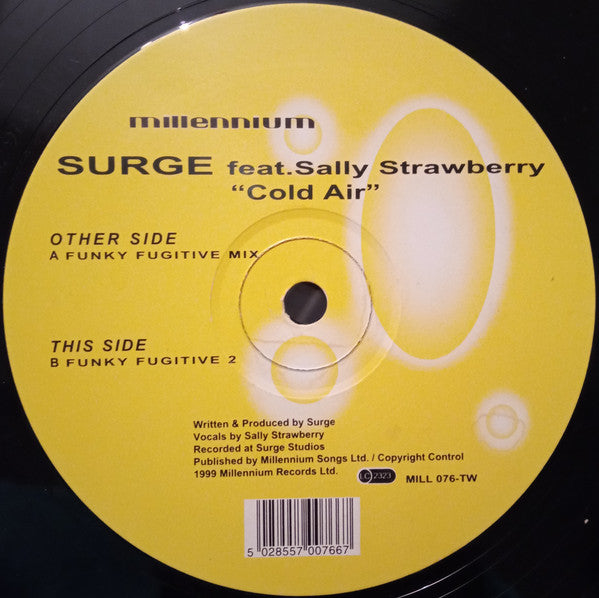 millennium
SURGE feat.Sally Strawberry
“Cold Air”
OTHER SIDE
A FUNKY FUGITIVE MIX
THIS SIDE
B FUNKY FUGITIVE 2
Written & Produced by Surge
Vocals by Sally Strawberry
Recorded at Surge Studios
Published by Millennium Songs Ltd. / Copyright Control
1999 Millennium Records Ltd.
LC 7323
MILL 076-TW
5 028557 007667